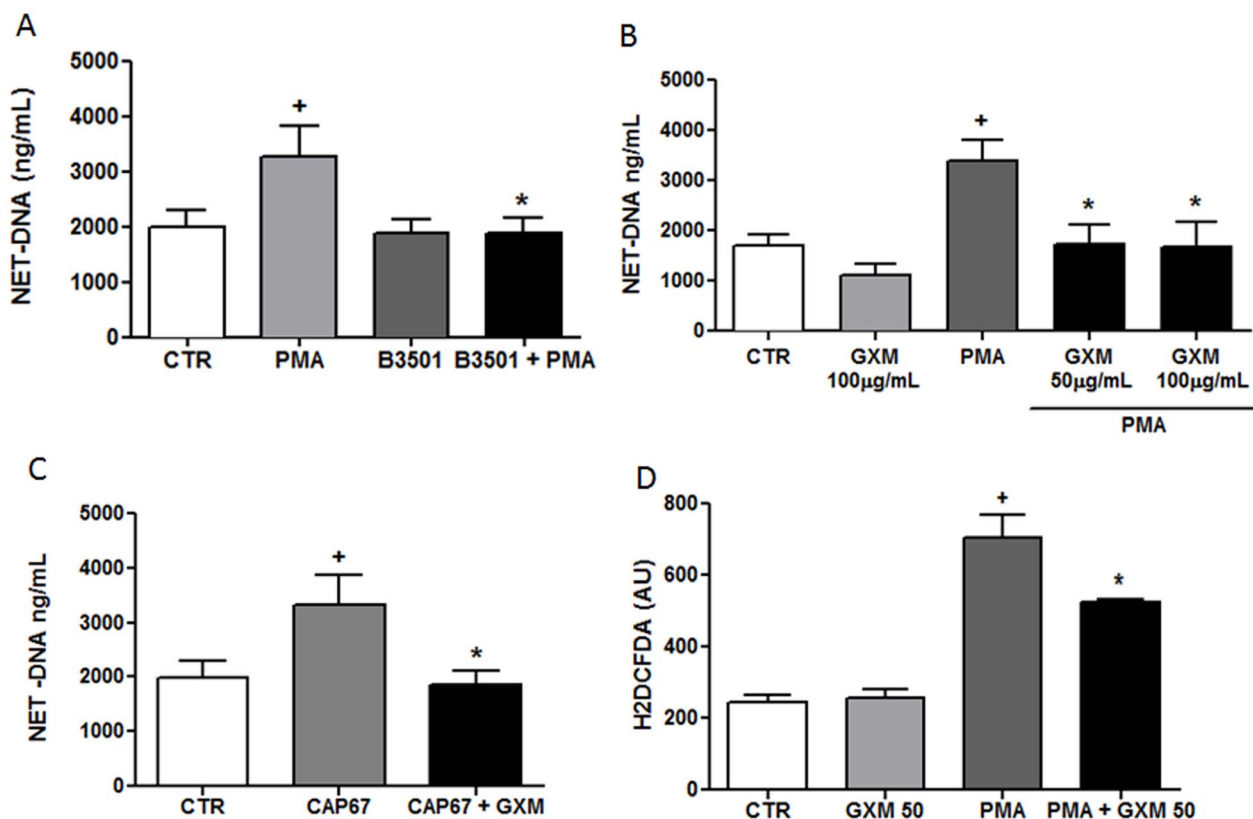 A
NET-DNA (ng/mL)
5000
4000
3000
2000
1000
0
+
*
CTR PMA B3501 B3501 + PMA
B
NET-DNA ng/mL
5000
4000
3000
2000
1000
0
+
*
*
CTR GXM PMA GXM GXM
100µg/mL 50µg/mL 100µg/mL
PMA
C
NET -DNA ng/mL
5000
4000
3000
2000
1000
0
+
*
CTR CAP67 CAP67 + GXM
D
H2DCFDA (AU)
800
600
400
200
0
+
*
CTR GXM 50 PMA PMA + GXM 50